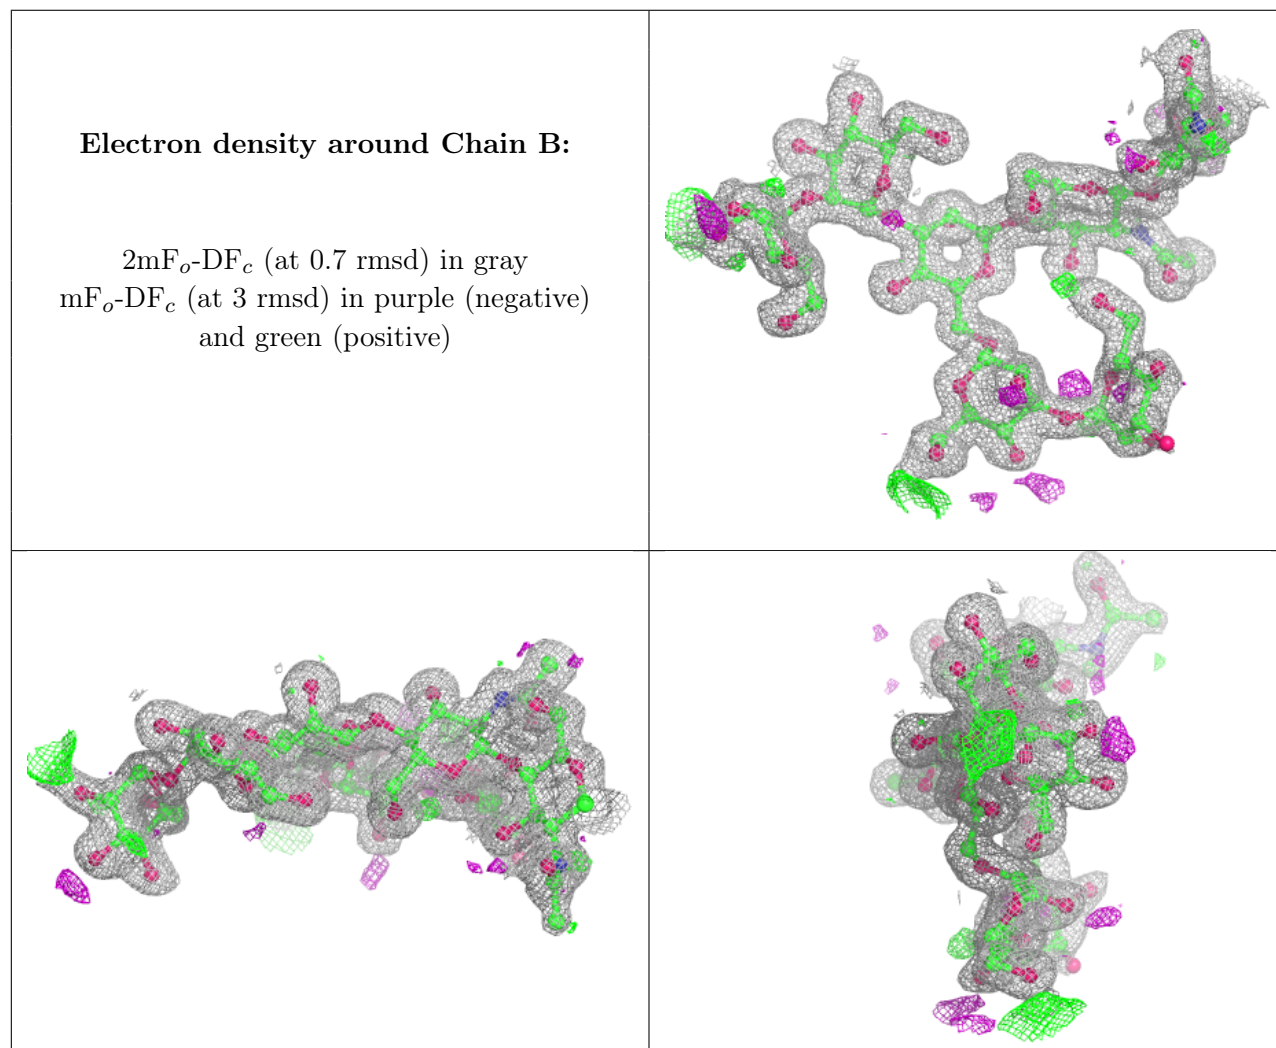 Electron density around Chain B:
2mFₒ-DF𝒸 (at 0.7 rmsd) in gray
mFₒ-DF𝒸 (at 3 rmsd) in purple (negative)
and green (positive)